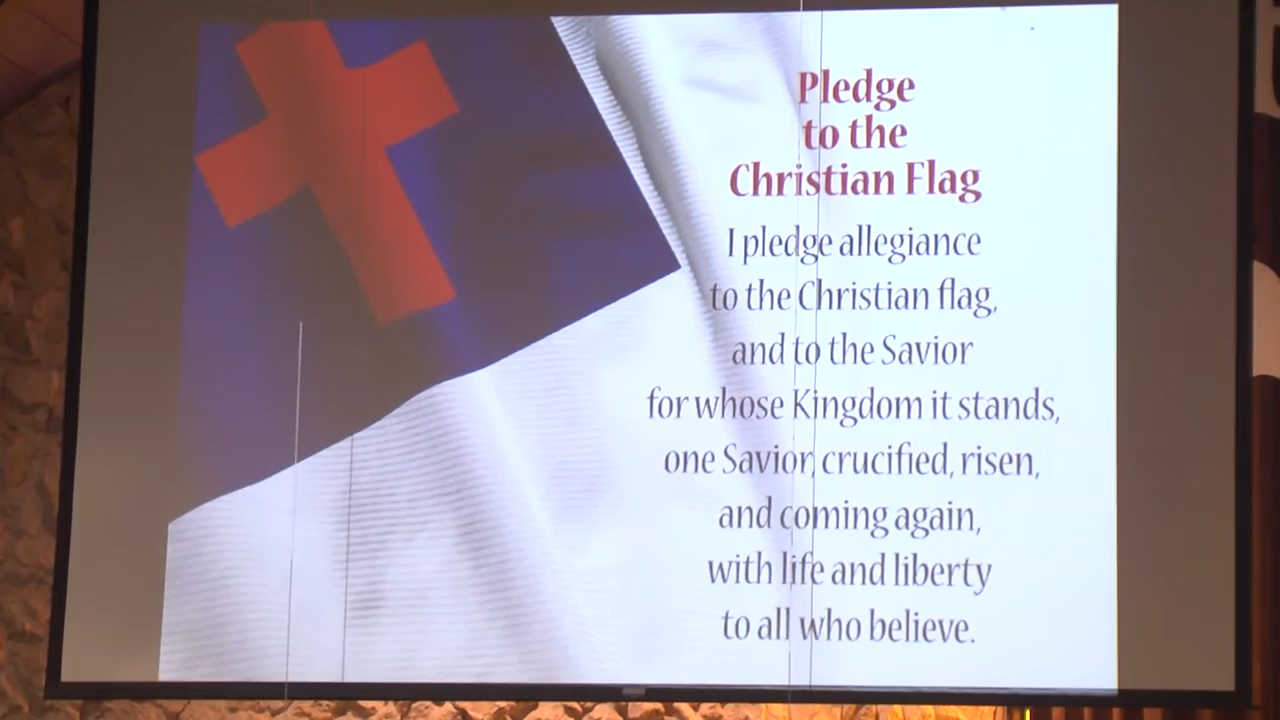 Pledge
to the
Christian Flag
I pledge allegiance
to the Christian flag,
and to the Savior
for whose Kingdom it stands,
one Savior, crucified, risen,
and coming again,
with life and liberty
to all who believe.